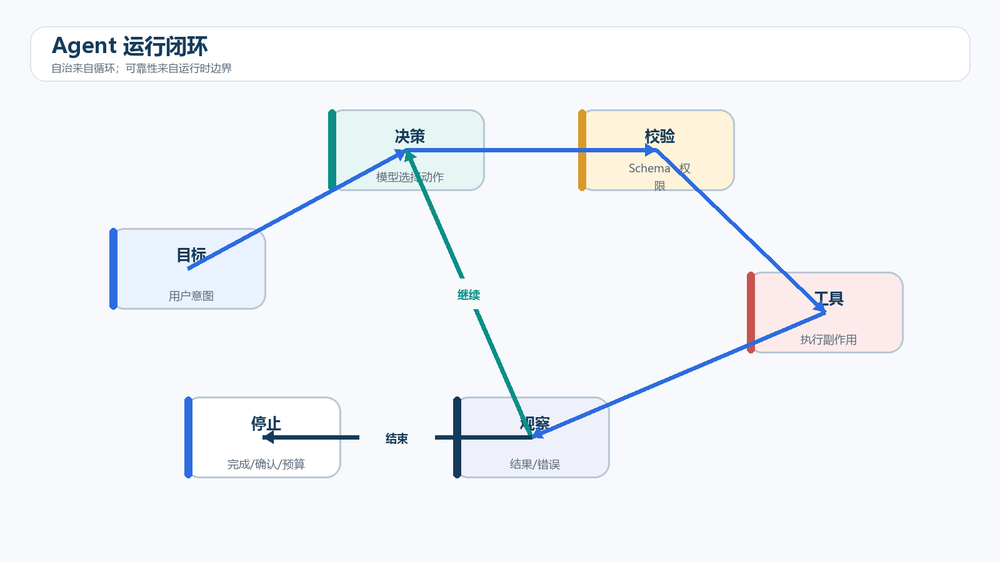 Agent 运行闭环
自治来自循环；可靠性来自运行时边界
决策
模型选择动作
校验
Schema 权
限
目标
用户意图
工具
执行副作用
继续
停止
完成/确认/预算
结束
观察
结果/错误